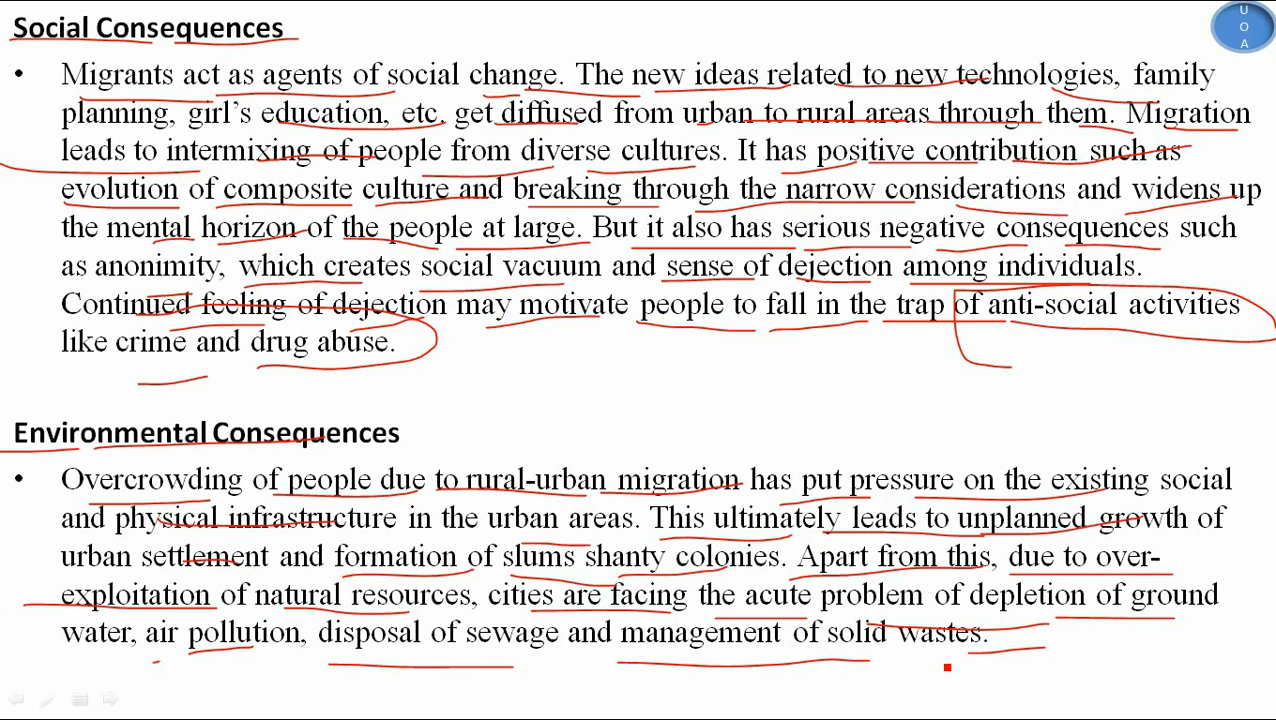 Social Consequences
U
O
A
• Migrants act as agents of social change. The new ideas related to new technologies, family
planning, girl’s education, etc. get diffused from urban to rural areas through them. Migration
leads to intermixing of people from diverse cultures. It has positive contribution such as
evolution of composite culture and breaking through the narrow considerations and widens up
the mental horizon of the people at large. But it also has serious negative consequences such
as anonimity, which creates social vacuum and sense of dejection among individuals.
Continued feeling of dejection may motivate people to fall in the trap of anti-social activities
like crime and drug abuse.
Environmental Consequences
• Overcrowding of people due to rural-urban migration has put pressure on the existing social
and physical infrastructure in the urban areas. This ultimately leads to unplanned growth of
urban settlement and formation of slums shanty colonies. Apart from this, due to over-
exploitation of natural resources, cities are facing the acute problem of depletion of ground
water, air pollution, disposal of sewage and management of solid wastes.